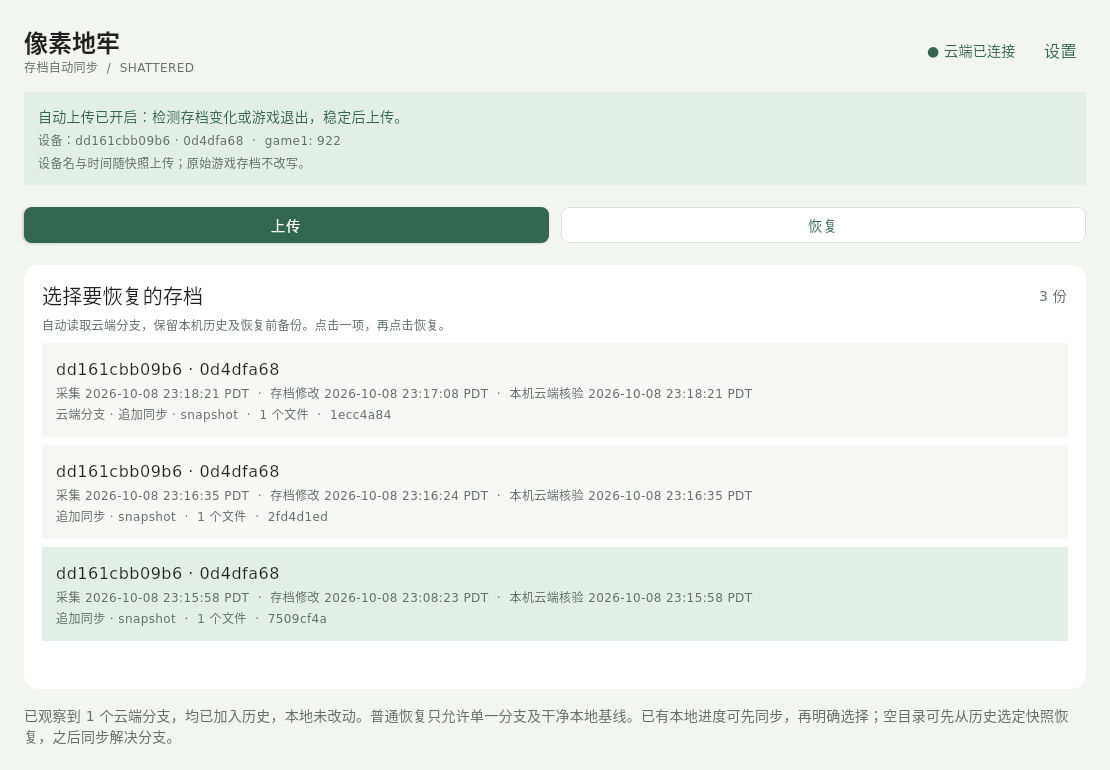 像素地牢
存档自动同步 / SHATTERED
● 云端已连接
设置
自动上传已开启：检测存档变化或游戏退出，稳定后上传。
设备：dd161cbb09b6 · 0d4dfa68 · game1: 922
设备名与时间随快照上传；原始游戏存档不改写。
上传
恢复
选择要恢复的存档
3 份
自动读取云端分支，保留本机历史及恢复前备份。点击一项，再点击恢复。
dd161cbb09b6 · 0d4dfa68
采集 2026-10-08 23:18:21 PDT · 存档修改 2026-10-08 23:17:08 PDT · 本机云端核验 2026-10-08 23:18:21 PDT
云端分支 · 追加同步 · snapshot · 1 个文件 · 1ecc4a84
dd161cbb09b6 · 0d4dfa68
采集 2026-10-08 23:16:35 PDT · 存档修改 2026-10-08 23:16:24 PDT · 本机云端核验 2026-10-08 23:16:35 PDT
追加同步 · snapshot · 1 个文件 · 2fd4d1ed
dd161cbb09b6 · 0d4dfa68
采集 2026-10-08 23:15:58 PDT · 存档修改 2026-10-08 23:08:23 PDT · 本机云端核验 2026-10-08 23:15:58 PDT
追加同步 · snapshot · 1 个文件 · 7509cf4a
已观察到 1 个云端分支，均已加入历史，本地未改动。普通恢复只允许单一分支及干净本地基线。已有本地进度可先同步，再明确选择；空目录可先从历史选定快照恢
复，之后同步解决分支。